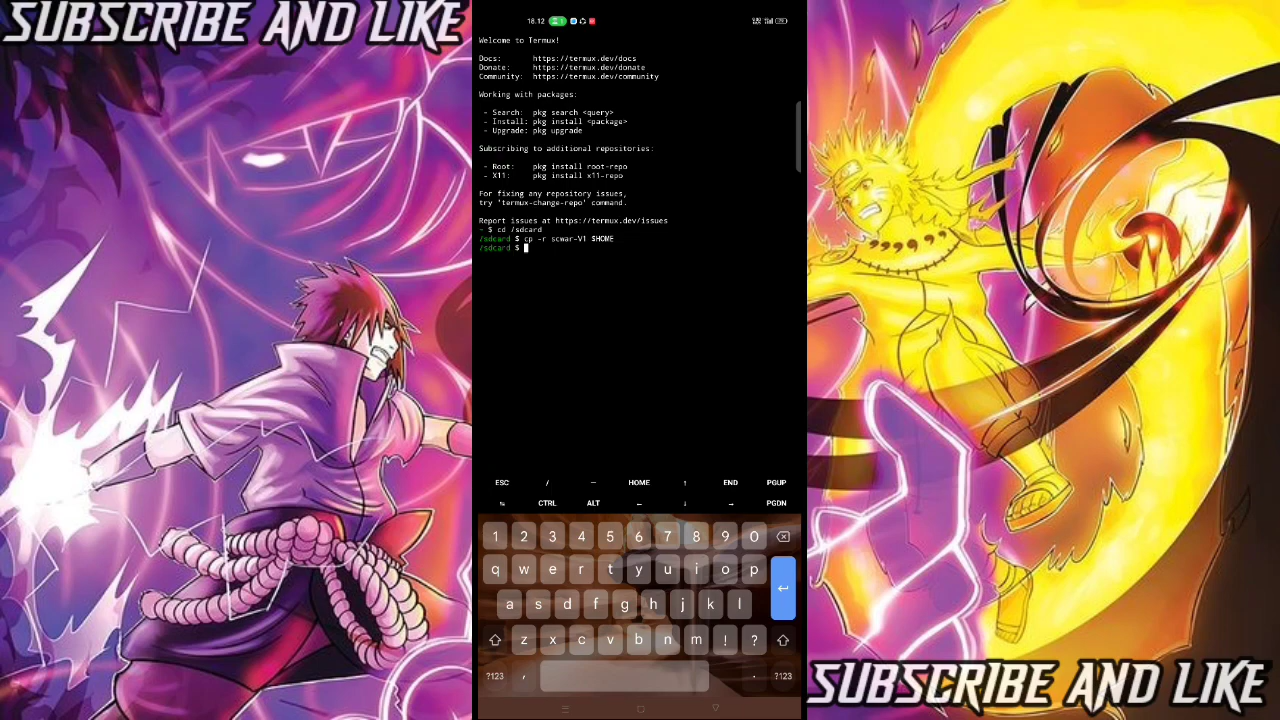 SUBSCRIBE AND LIKE
18.12
Welcome to Termux!
Docs: https://termux.dev/docs
Donate: https://termux.dev/donate
Community: https://termux.dev/community
Working with packages:
- Search: pkg search <query>
- Install: pkg install <package>
- Upgrade: pkg upgrade
Subscribing to additional repositories:
- Root: pkg install root-repo
- X11: pkg install x11-repo
For fixing any repository issues,
try 'termux-change-repo' command.
Report issues at https://termux.dev/issues
~ $ cd /sdcard
/sdcard $ cp -r scwar-V1 $HOME
/sdcard $
ESC / — HOME ↑ END PGUP
↹ CTRL ALT ← ↓ → PGDN
1 2 3 4 5 6 7 8 9 0
q w e r t y u i o p
a s d f g h j k l
z x c v b n m ! ?
?123 , . ?123
SUBSCRIBE AND LIKE